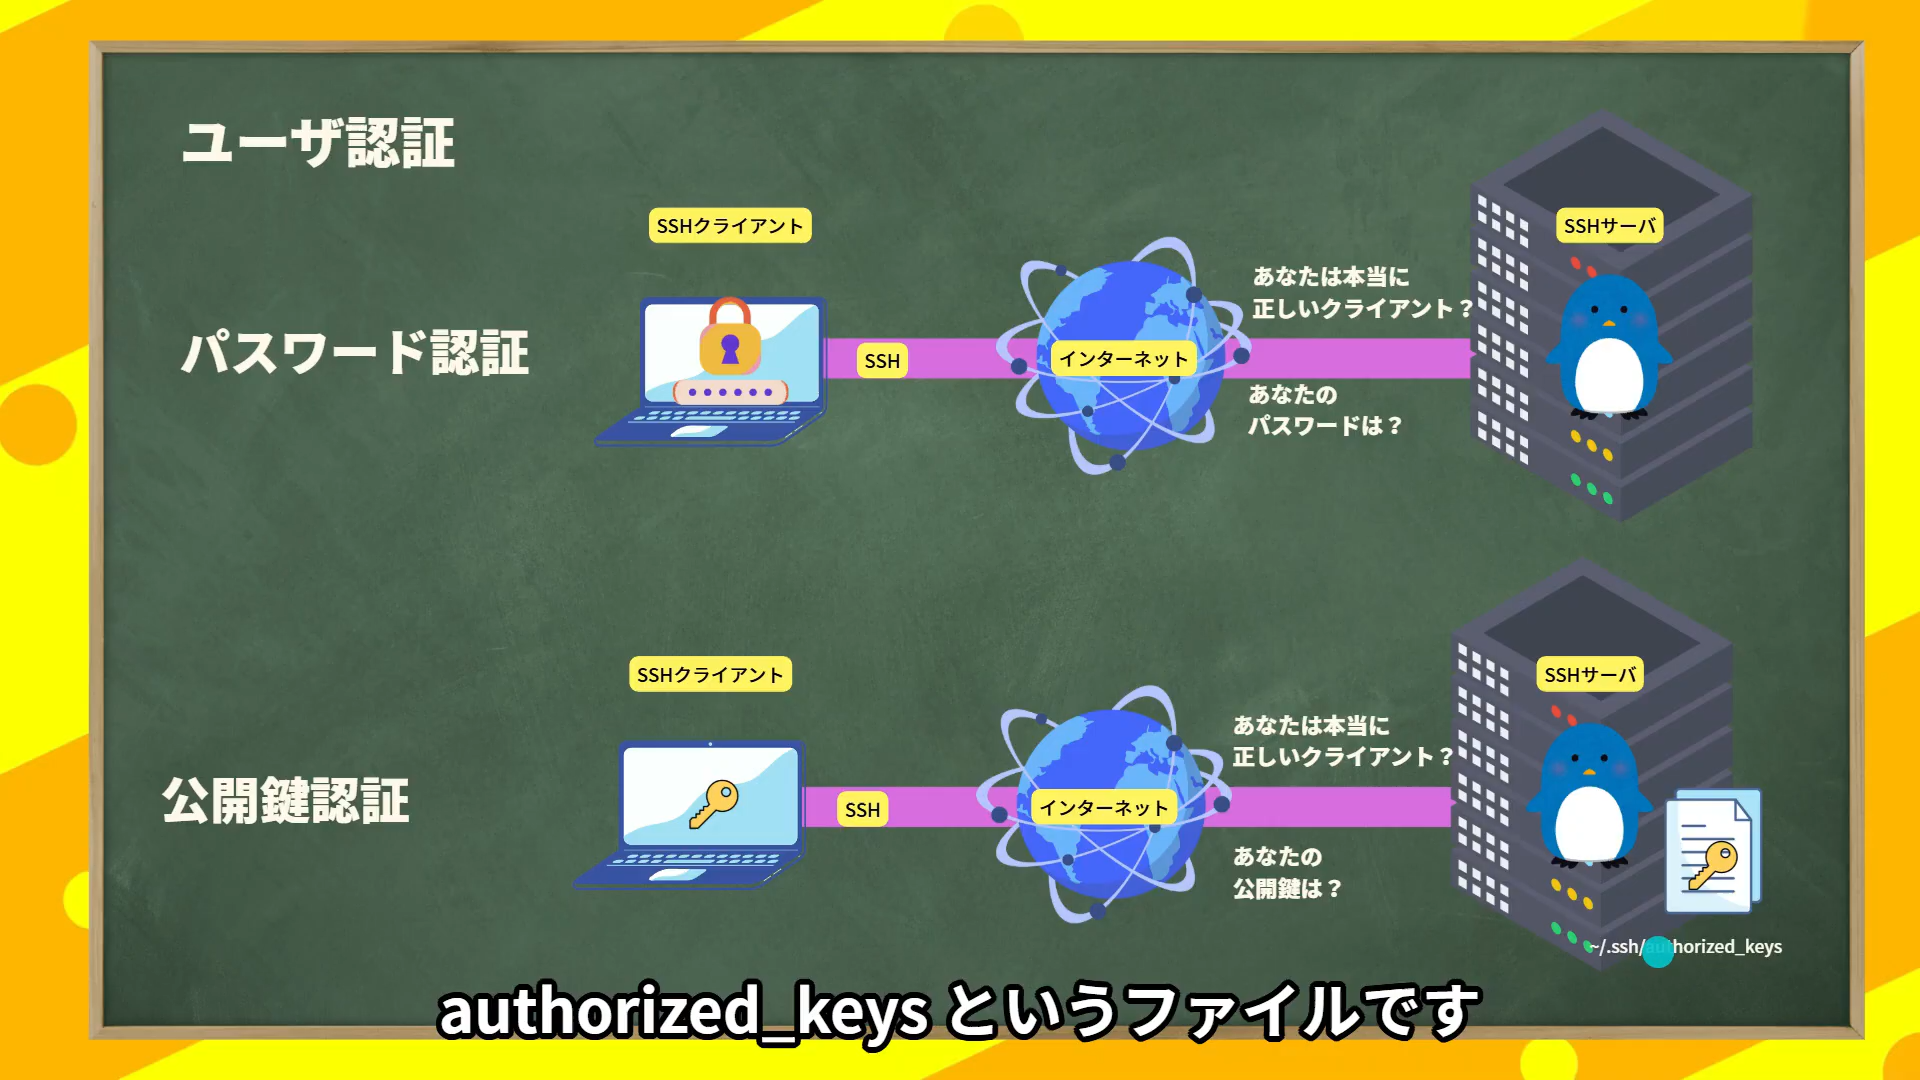 ユーザ認証
SSHクライアント
SSHサーバ
あなたは本当に
正しいクライアント？
パスワード認証
SSH
インターネット
あなたの
パスワードは？
SSHクライアント
SSHサーバ
あなたは本当に
正しいクライアント？
公開鍵認証
SSH
インターネット
あなたの
公開鍵は？
~/.ssh/authorized_keys
authorized_keys というファイルです